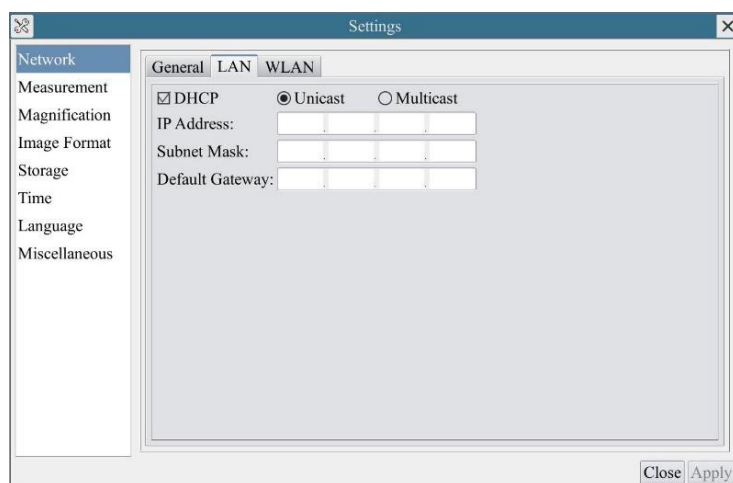 Settings
Network
Measurement
Magnification
Image Format
Storage
Time
Language
Miscellaneous
General LAN WLAN
DHCP Unicast Multicast
IP Address:
Subnet Mask:
Default Gateway:
Close Apply